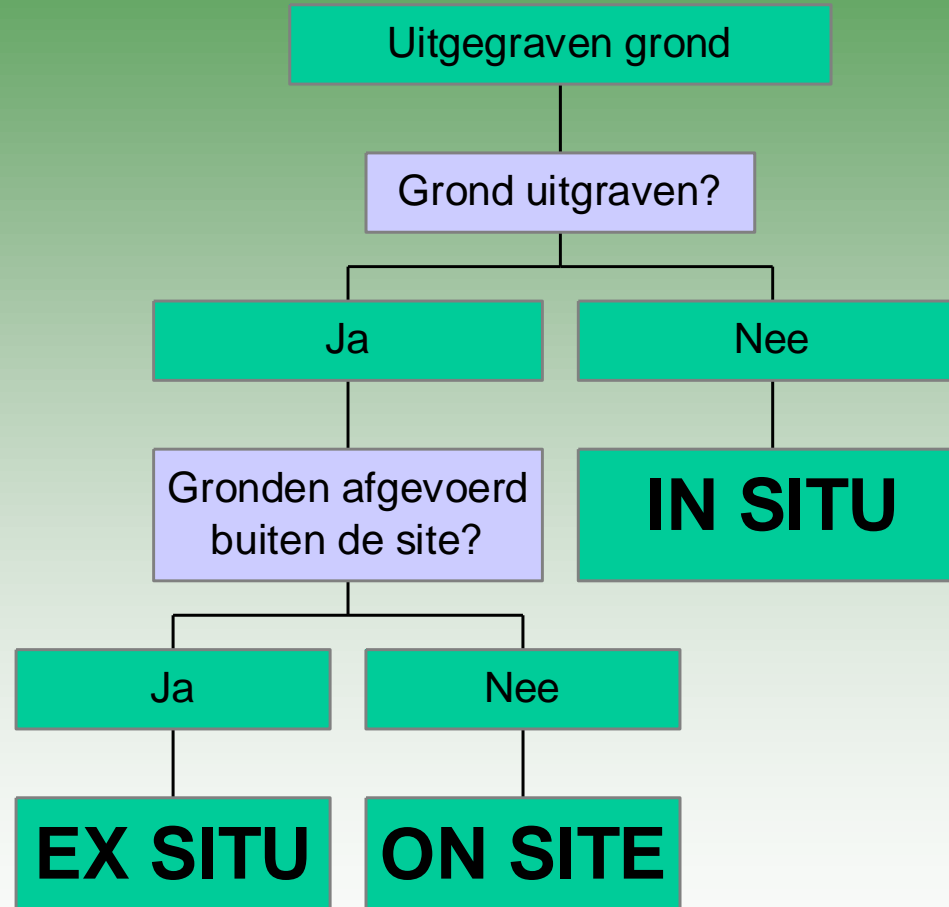 Uitgegraven grond
Grond uitgraven?
Ja
Nee
Gronden afgevoerd
buiten de site?
IN SITU
Ja
Nee
EX SITU
ON SITE